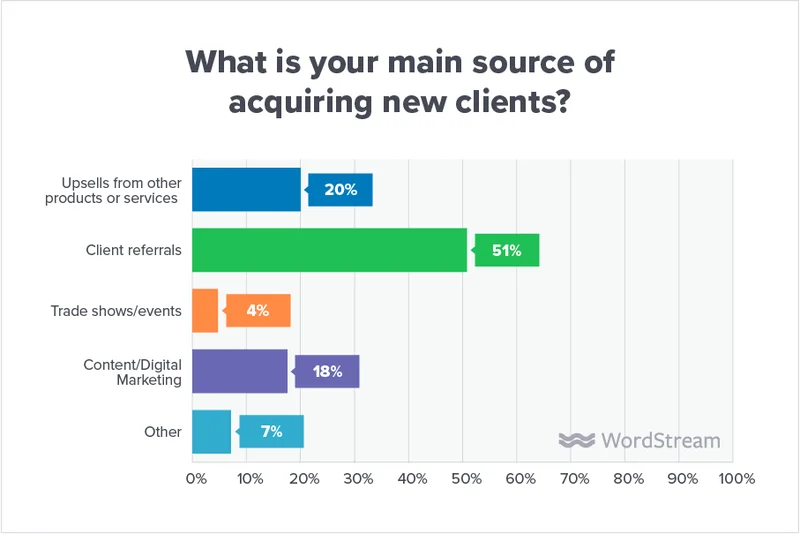 What is your main source of
acquiring new clients?
Upsells from other
products or services
20%
Client referrals
51%
Trade shows/events
4%
Content/Digital
Marketing
18%
Other
7%
WordStream
0% 10% 20% 30% 40% 50% 60% 70% 80% 90% 100%